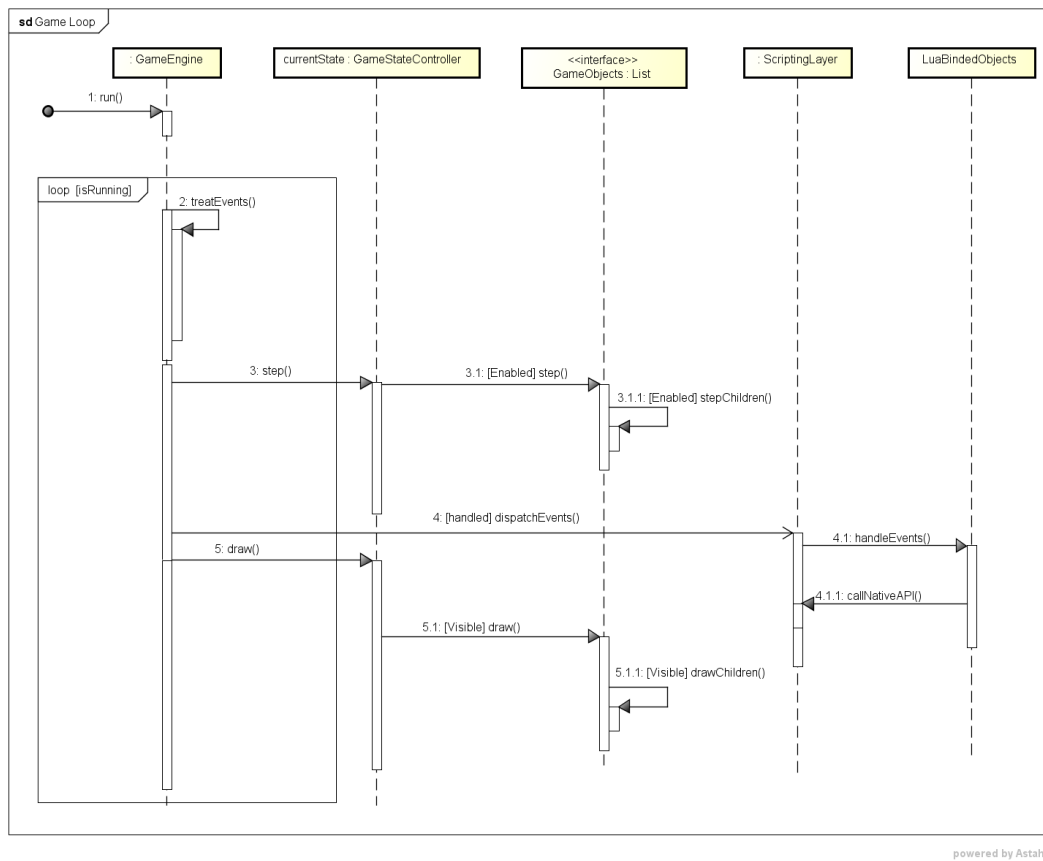 sd Game Loop
: GameEngine
currentState : GameStateController
<<interface>>
GameObjects : List
: ScriptingLayer
LuaBindedObjects
1: run()
loop [isRunning]
2: treatEvents()
3: step()
3.1: [Enabled] step()
3.1.1: [Enabled] stepChildren()
4: [handled] dispatchEvents()
4.1: handleEvents()
5: draw()
4.1.1: callNativeAPI()
5.1: [Visible] draw()
5.1.1: [Visible] drawChildren()
powered by Astah